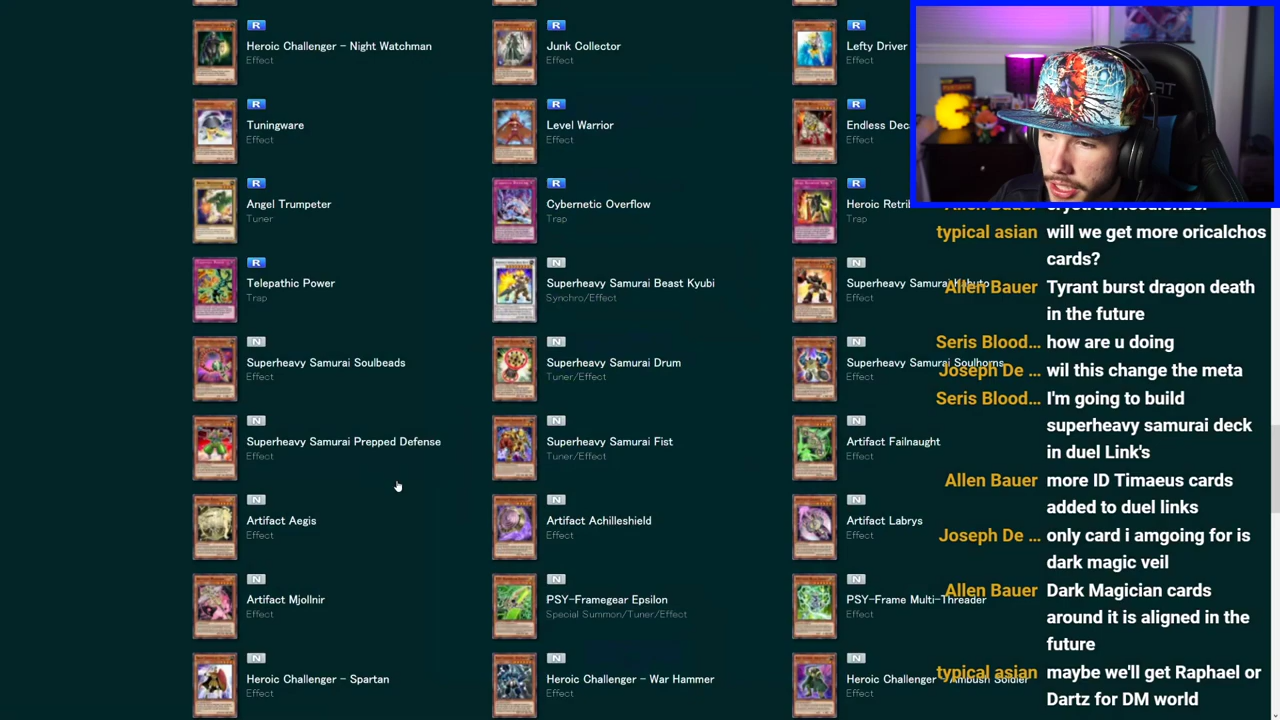 R R R
Heroic Challenger – Night Watchman Junk Collector Lefty Driver
Effect Effect Effect
R R R
Tuningware Level Warrior Endless Deca
Effect Effect Effect
R R R
Angel Trumpeter Cybernetic Overflow Heroic Retrib
Tuner Trap Trap
R N N
Telepathic Power Superheavy Samurai Beast Kyubi Superheavy Samurai
Trap Synchro/Effect Effect
N N N
Superheavy Samurai Soulbeads Superheavy Samurai Drum Superheavy Samurai Soulhorns
Effect Tuner/Effect Effect
N N N
Superheavy Samurai Prepped Defense Superheavy Samurai Fist Artifact Failnaught
Effect Tuner/Effect Effect
N N N
Artifact Aegis Artifact Achilleshield Artifact Labrys
Effect Effect Effect
N N N
Artifact Mjollnir PSY-Framegear Epsilon PSY-Frame Multi-Threader
Effect Special Summon/Tuner/Effect Effect
N N N
Heroic Challenger – Spartan Heroic Challenger – War Hammer Heroic Challenger – Ambush Soldier
Effect Effect Effect
Allen Bauer
typical asian will we get more oricalchos
cards?
Allen Bauer Tyrant burst dragon death
in the future
Seris Blood... how are u doing
Joseph De ... wil this change the meta
Seris Blood... I'm going to build
superheavy samurai deck
in duel Link's
Allen Bauer more ID Timaeus cards
added to duel links
Joseph De ... only card i amgoing for is
dark magic veil
Allen Bauer Dark Magician cards
around it is aligned in the
future
typical asian maybe we'll get Raphael or
Dartz for DM world